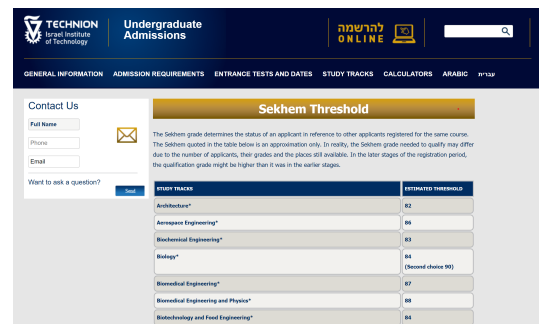 TECHNION
Israel Institute
of Technology
Undergraduate
Admissions
להרשמה
ONLINE
GENERAL INFORMATION ADMISSION REQUIREMENTS ENTRANCE TESTS AND DATES STUDY TRACKS CALCULATORS ARABIC עברית
Contact Us
Full Name
Phone
Email
Want to ask a question?
Send
Sekhem Threshold
The Sekhem grade determines the status of an applicant in reference to other applicants registered for the same course.
The Sekhem quoted in the table below is an approximation only. In reality, the Sekhem grade needed to qualify may differ
due to the number of applicants, their grades and the places still available. In the later stages of the registration period,
the qualification grade might be higher than it was in the earlier stages.
STUDY TRACKS ESTIMATED THRESHOLD
Architecture* 82
Aerospace Engineering* 86
Biochemical Engineering* 83
Biology* 84
(Second choice 90)
Biomedical Engineering* 87
Biomedical Engineering and Physics* 88
Biotechnology and Food Engineering* 84